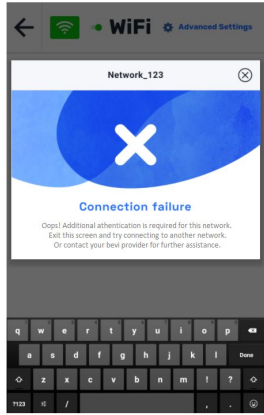 WiFi
Advanced Settings
Network_123
Connection failure
Oops! Additional athentication is required for this network.
Exit this screen and try connecting to another network.
Or contact your bevi provider for further assistance.
q w e r t y u i o p
a s d f g h j k l Done
z x c v b n m ! ?
?123 / , .